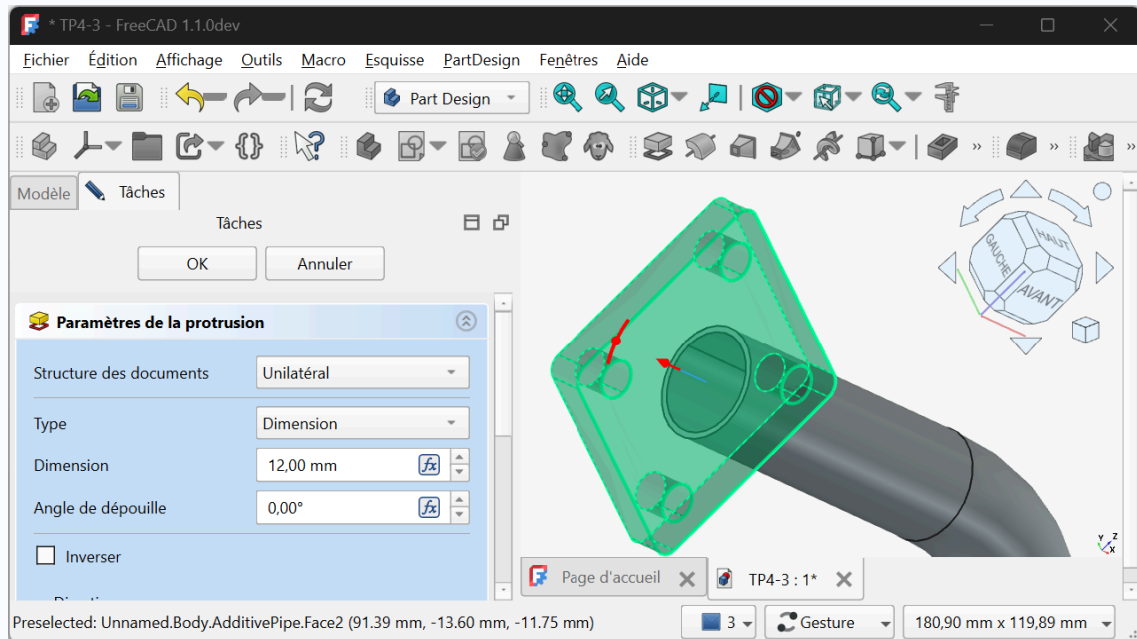 * TP4-3 - FreeCAD 1.1.0dev
Fichier Édition Affichage Outils Macro Esquisse PartDesign Fenêtres Aide
Part Design
Modèle Tâches
Tâches
OK Annuler
Paramètres de la protrusion
Structure des documents Unilatéral
Type Dimension
Dimension 12,00 mm fx
Angle de dépouille 0,00° fx
Inverser
GAUCHE HAUT
AVANT
Y Z
X
Page d'accueil TP4-3 : 1*
Preselected: Unnamed.Body.AdditivePipe.Face2 (91.39 mm, -13.60 mm, -11.75 mm) 3 Gesture 180,90 mm x 119,89 mm